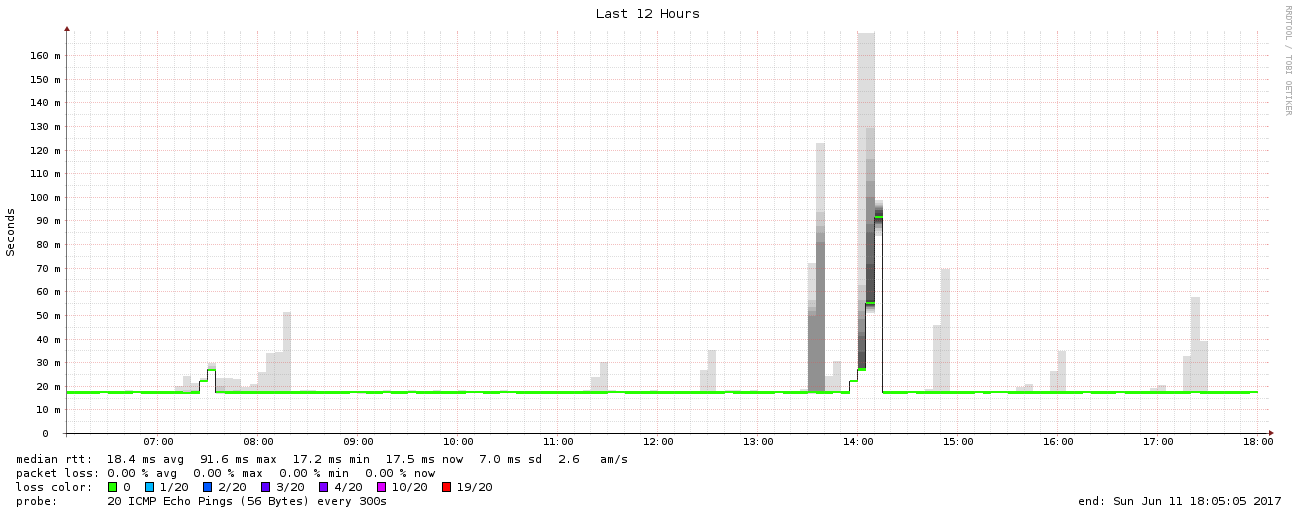 Last 12 Hours
RRDTOOL / TOBI OETIKER
Seconds
160 m
150 m
140 m
130 m
120 m
110 m
100 m
90 m
80 m
70 m
60 m
50 m
40 m
30 m
20 m
10 m
0
07:00 08:00 09:00 10:00 11:00 12:00 13:00 14:00 15:00 16:00 17:00 18:00
median rtt: 18.4 ms avg 91.6 ms max 17.2 ms min 17.5 ms now 7.0 ms sd 2.6 am/s
packet loss: 0.00 % avg 0.00 % max 0.00 % min 0.00 % now
loss color: 0 1/20 2/20 3/20 4/20 10/20 19/20
probe: 20 ICMP Echo Pings (56 Bytes) every 300s end: Sun Jun 11 18:05:05 2017